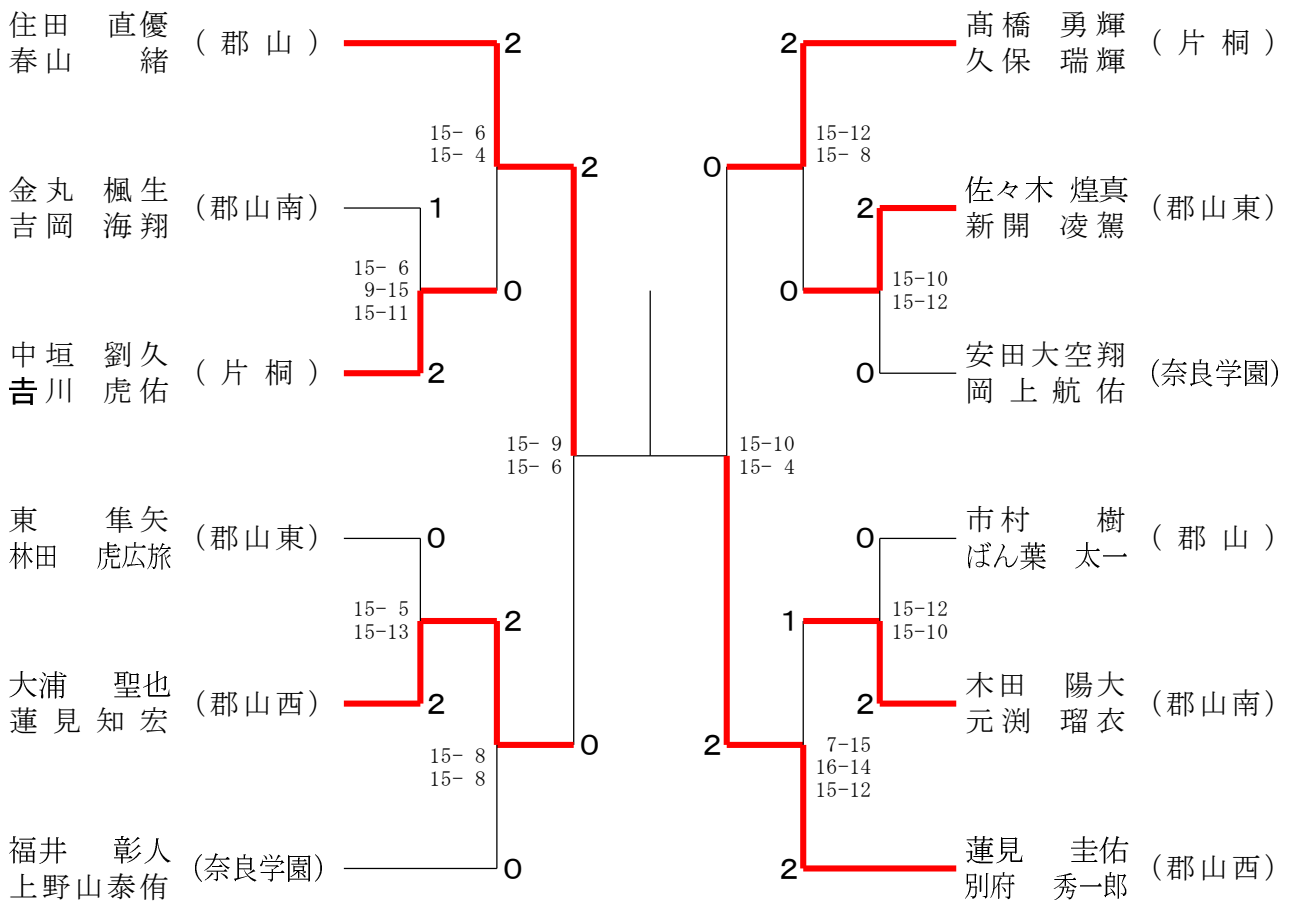 住田 直優
春山 緒
(郡山)
2
15- 6
15- 4
2
金丸 楓生
吉岡 海翔
(郡山南)
1
15- 6
9-15
15-11
0
中垣 劉久
𠮷川 虎佑
(片桐)
2
15- 9
15- 6
東 隼矢
林田 虎広旅
(郡山東)
0
15- 5
15-13
2
大浦 聖也
蓮見知宏
(郡山西)
2
15- 8
15- 8
0
福井 彰人
上野山泰侑
(奈良学園)
0
2
髙橋 勇輝
久保 瑞輝
(片桐)
15-12
15- 8
0
2
佐々木 煌真
新開 凌駕
(郡山東)
0
15-10
15-12
0
安田大空翔
岡上航佑
(奈良学園)
15-10
15- 4
0
市村 樹
ばん葉 太一
(郡山)
1
15-12
15-10
2
木田 陽大
元渕 瑠衣
(郡山南)
2
7-15
16-14
15-12
2
蓮見 圭佑
別府 秀一郎
(郡山西)